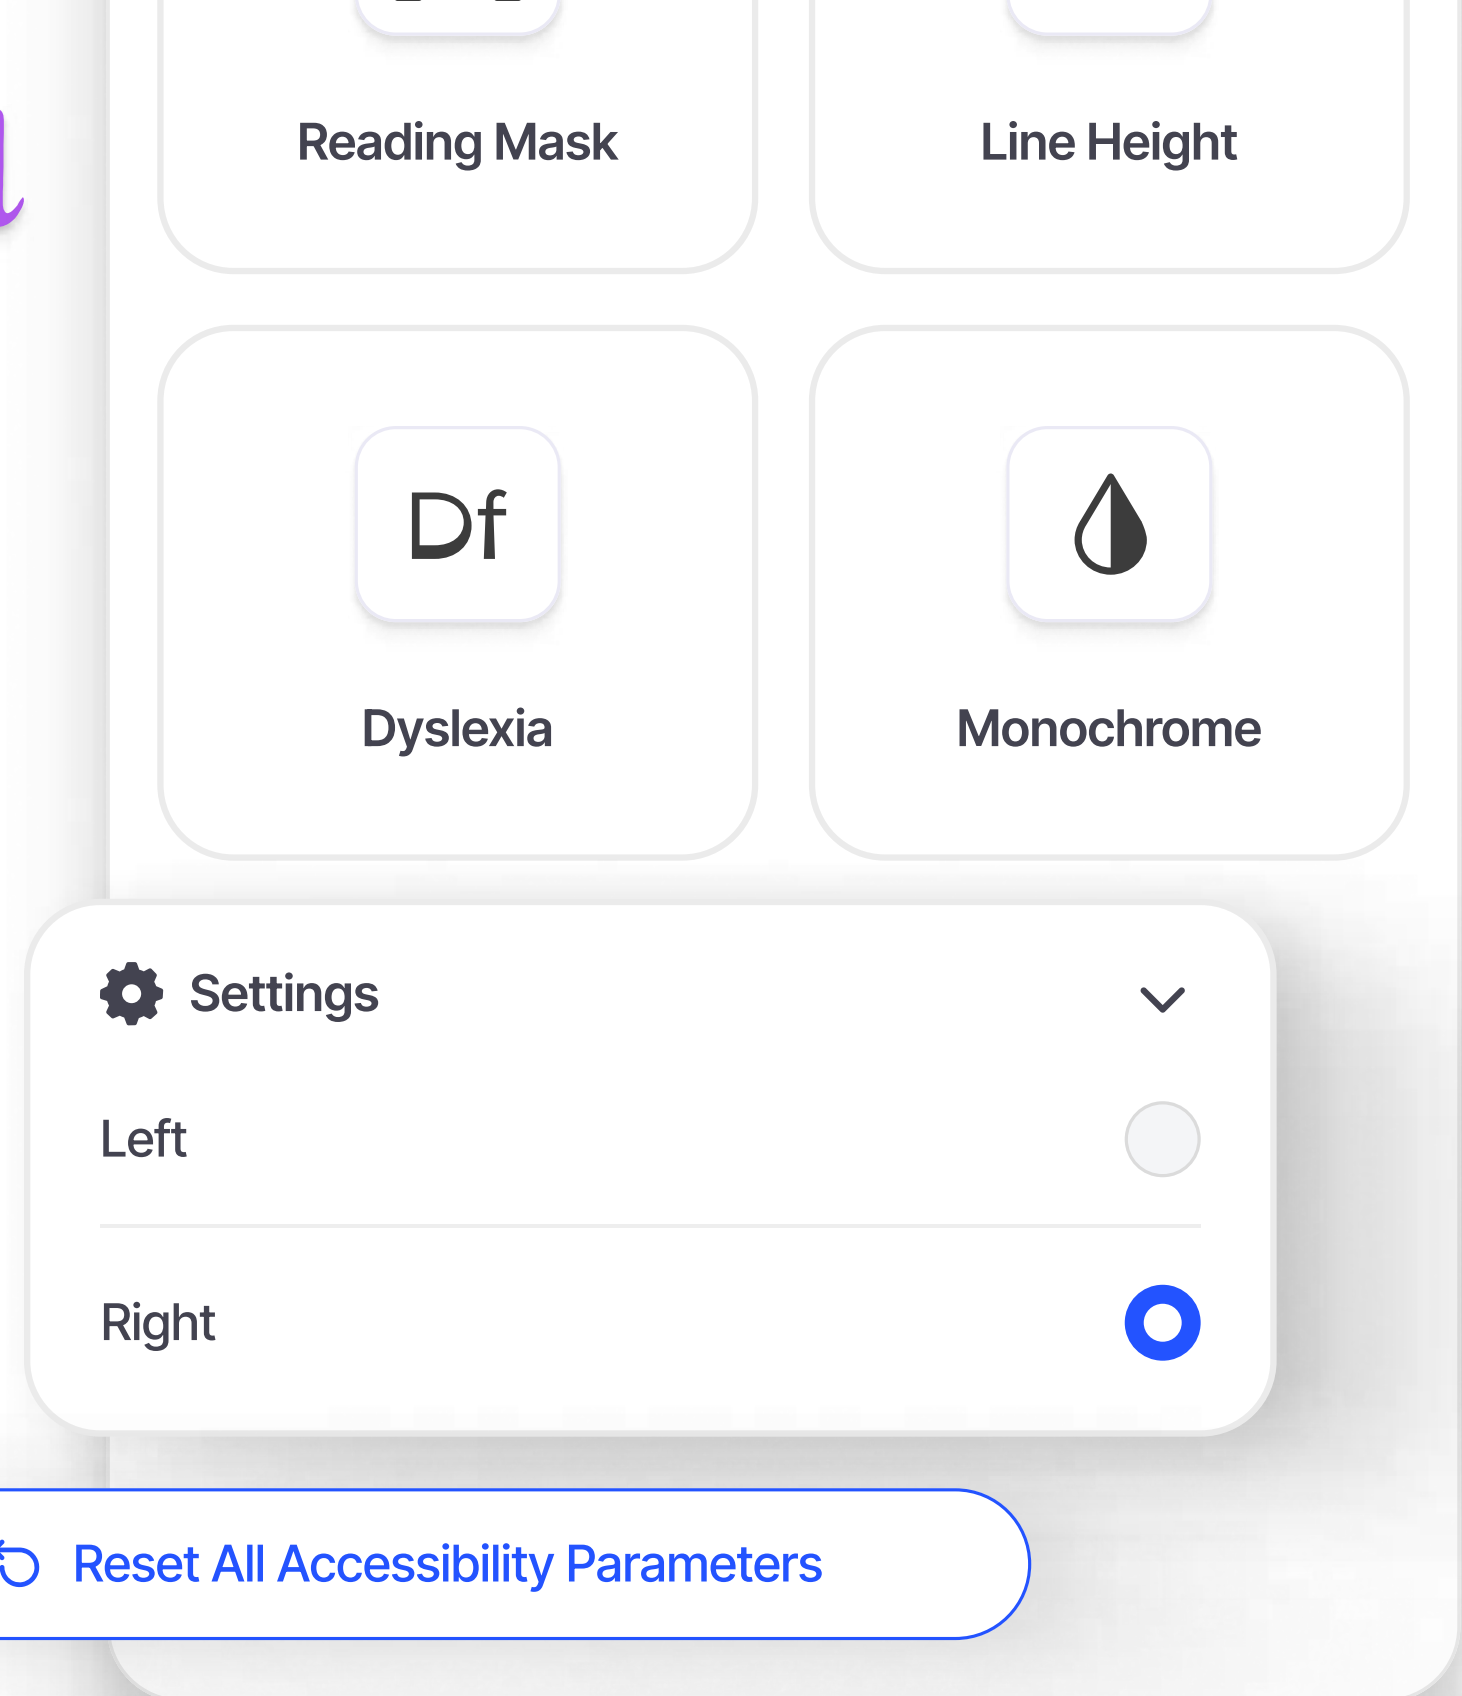 Reading Mask
Line Height
Df
Dyslexia
Monochrome
Settings
Left
Right
Reset All Accessibility Parameters